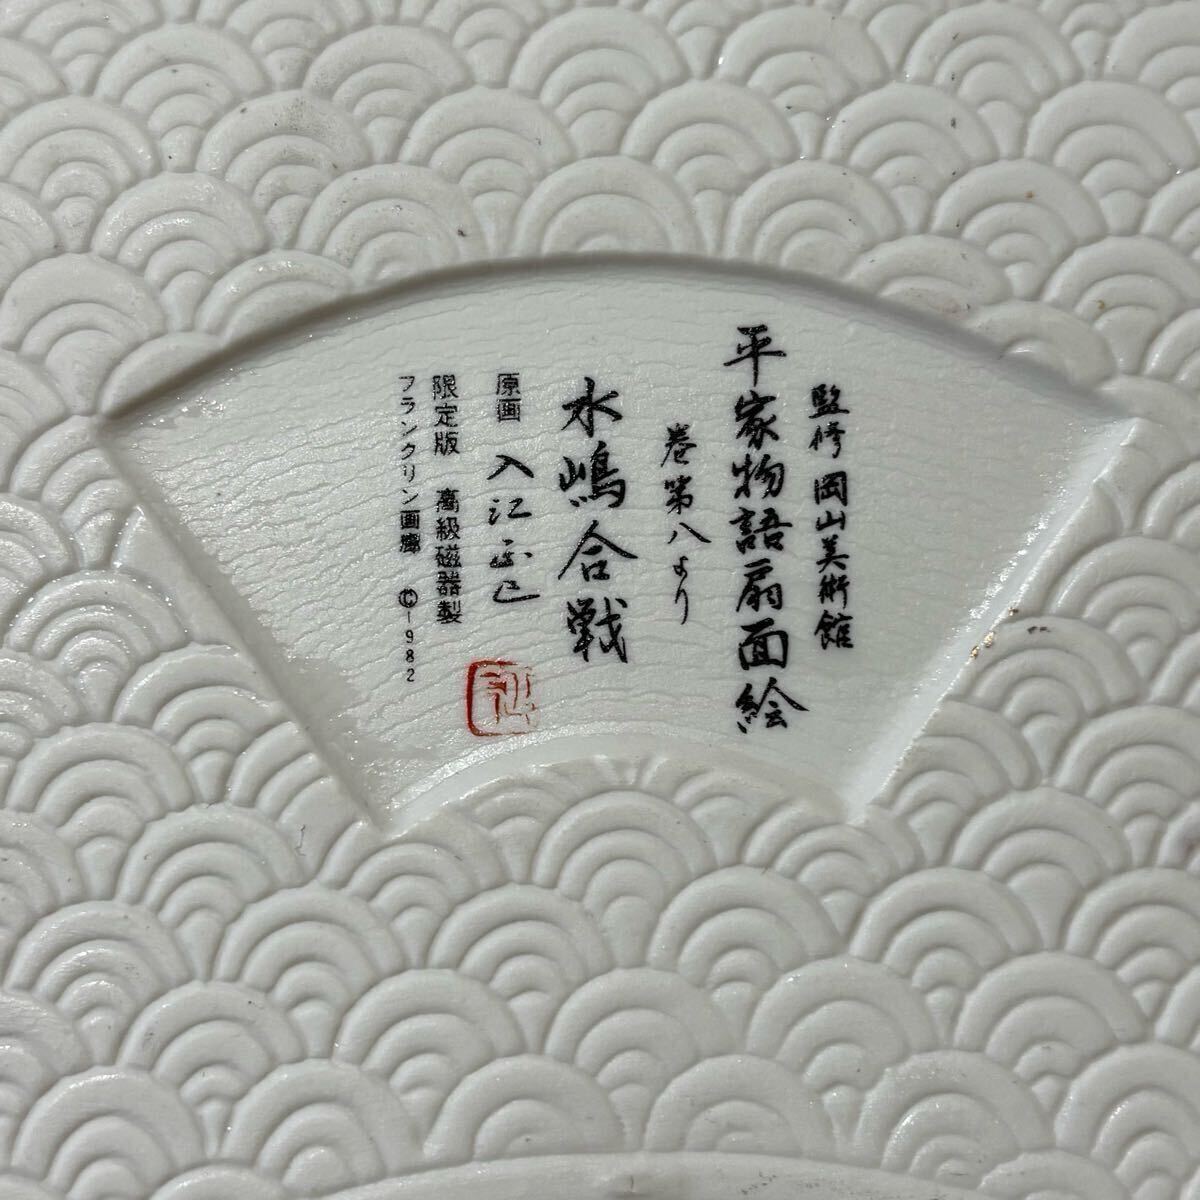 監修 岡山美術館
平家物語扇面絵
巻第八より
水嶋合戦
原画 入江正巳
限定版 高級磁器製
フランクリン画廊 ©1982